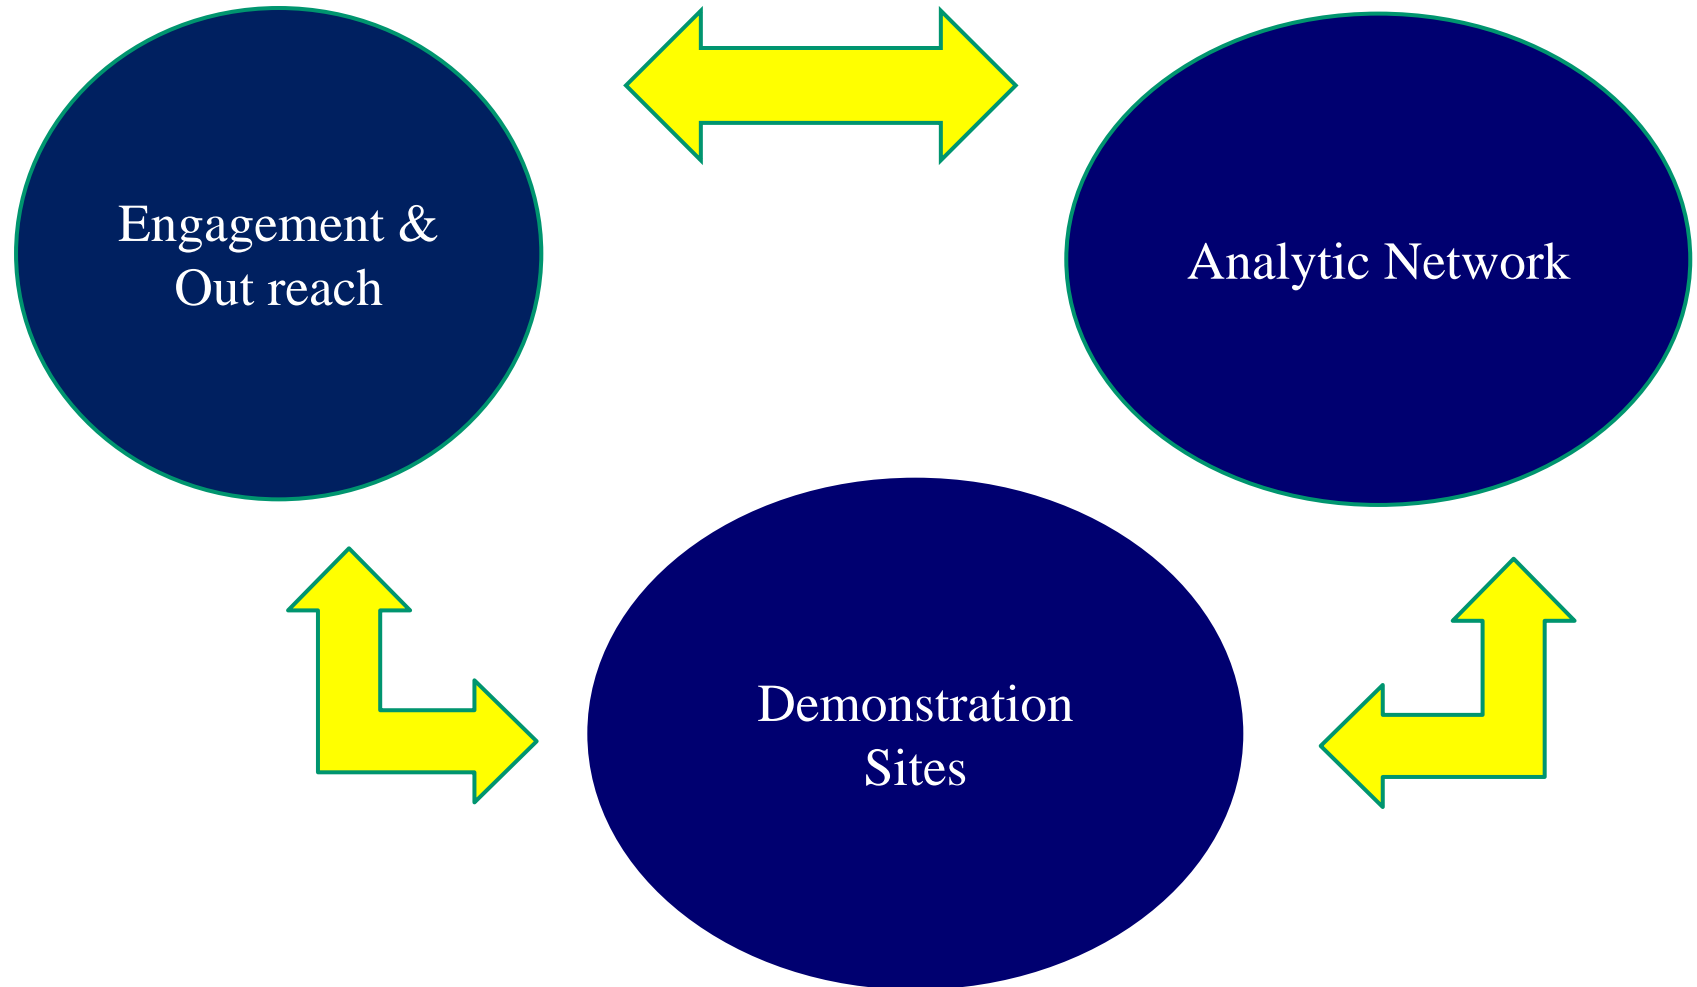 Engagement &
Out reach
Analytic Network
Demonstration
Sites